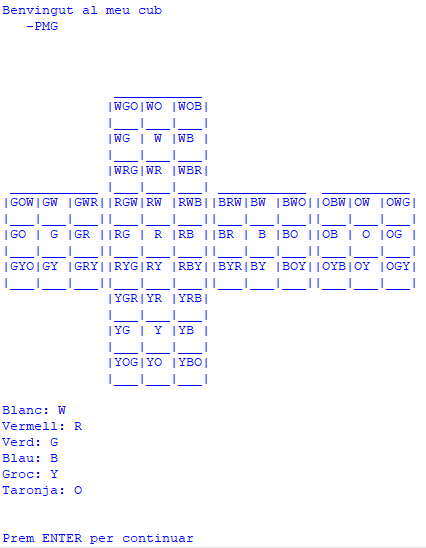 Benvingut al meu cub
-PMG
___________
|WGO|WO |WOB|
|___|___|___|
|WG | W |WB |
|___|___|___|
|WRG|WR |WBR|
___________ |___|___|___| ___________ ___________
|GOW|GW |GWR||RGW|RW |RWB||BRW|BW |BWO||OBW|OW |OWG|
|___|___|___||___|___|___||___|___|___||___|___|___|
|GO | G |GR ||RG | R |RB ||BR | B |BO ||OB | O |OG |
|___|___|___||___|___|___||___|___|___||___|___|___|
|GYO|GY |GRY||RYG|RY |RBY||BYR|BY |BOY||OYB|OY |OGY|
|___|___|___||___|___|___||___|___|___||___|___|___|
|YGR|YR |YRB|
|___|___|___|
|YG | Y |YB |
|___|___|___|
|YOG|YO |YBO|
|___|___|___|
Blanc: W
Vermell: R
Verd: G
Blau: B
Groc: Y
Taronja: O
Prem ENTER per continuar